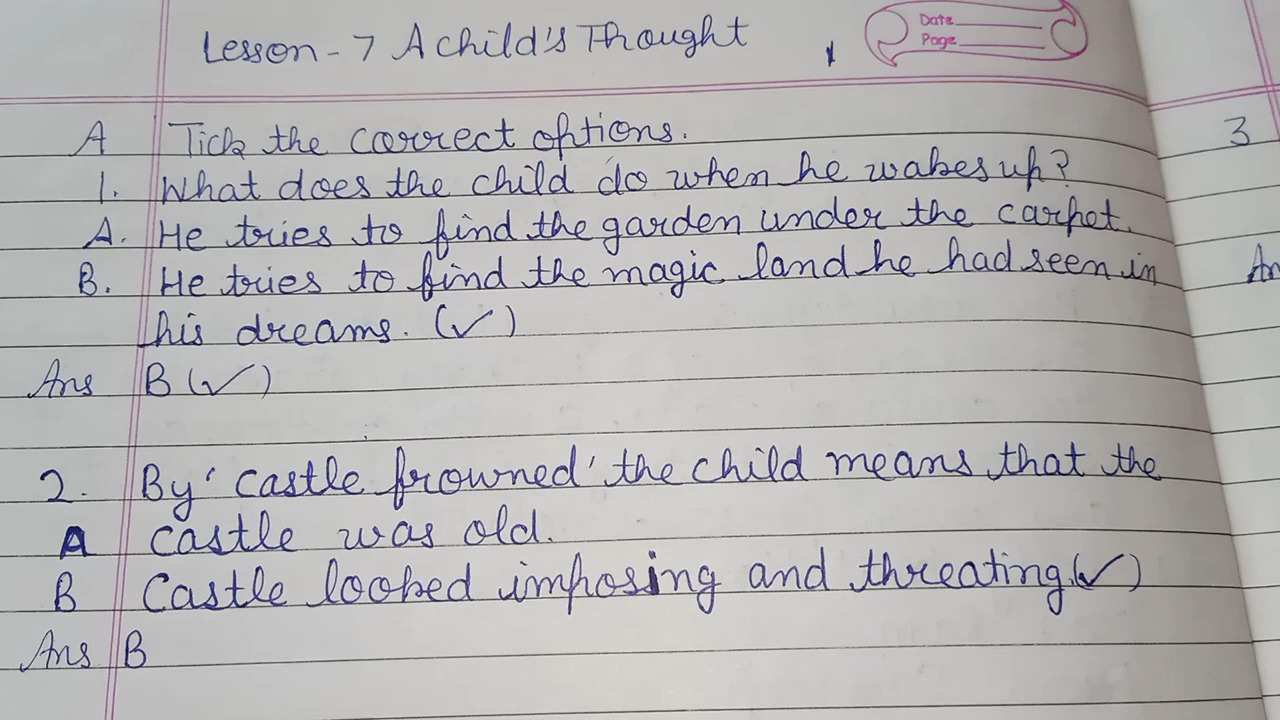 Lesson - 7 A child's Thought
Date
Page
A Tick the correct options.
1. What does the child do when he wakes up?
A. He tries to find the garden under the carpet.
B. He tries to find the magic land he had seen in
his dreams. (✓)
Ans B (✓)
2. By 'castle frowned' the child means that the
A castle was old.
B Castle looked imposing and threating. (✓)
Ans B
3